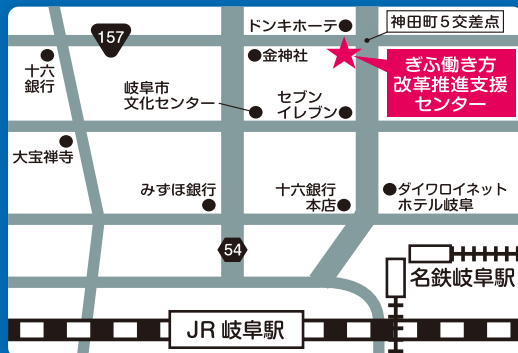 ドンキホーテ
神田町5交差点
157
金神社
十六
銀行
ぎふ働き方
改革推進支援
センター
岐阜市
文化センター
セブン
イレブン
大宝禅寺
みずほ銀行
十六銀行
本店
ダイワロイネット
ホテル岐阜
54
名鉄岐阜駅
JR 岐阜駅